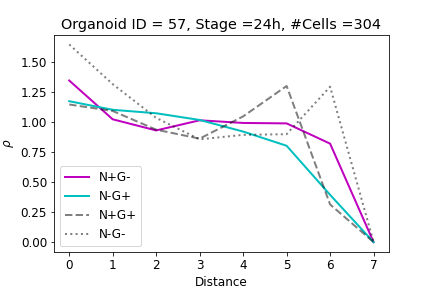 Organoid ID = 57, Stage =24h, #Cells =304
ρ
1.50
1.25
1.00
0.75
0.50
0.25
0.00
N+G-
N-G+
N+G+
N-G-
0 1 2 3 4 5 6 7
Distance